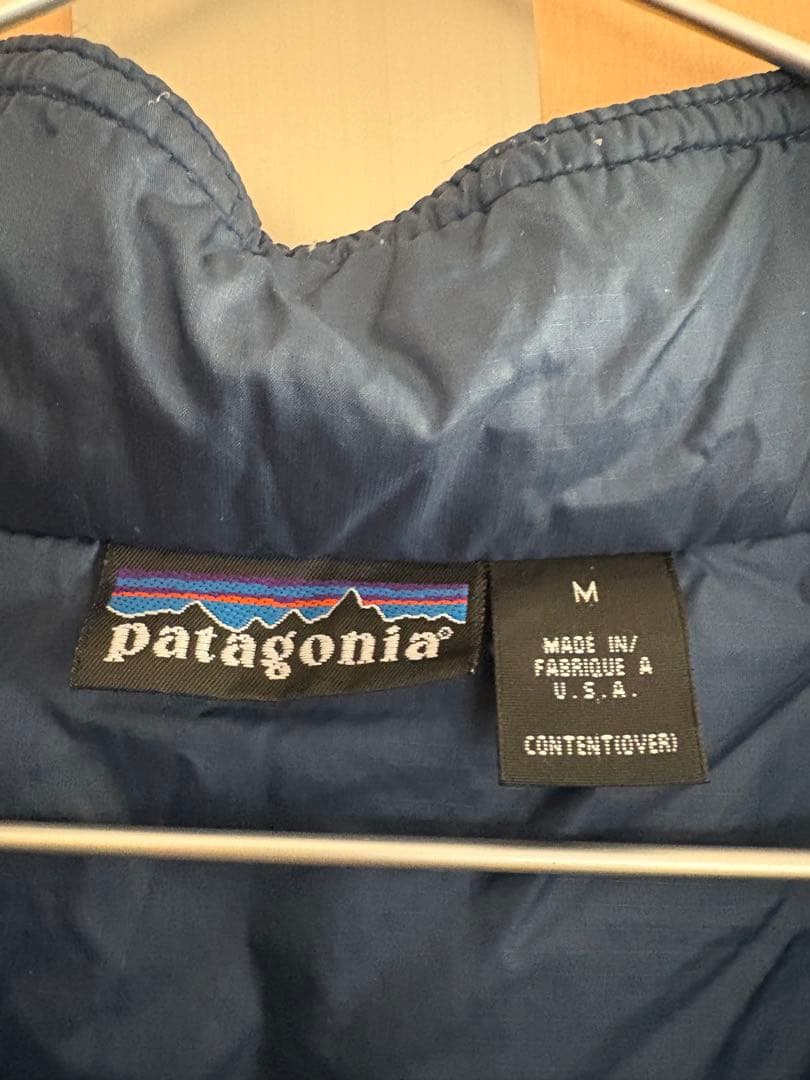 patagonia®
M
MADE IN/
FABRIQUE A
U.S.A.
CONTENT(OVER)